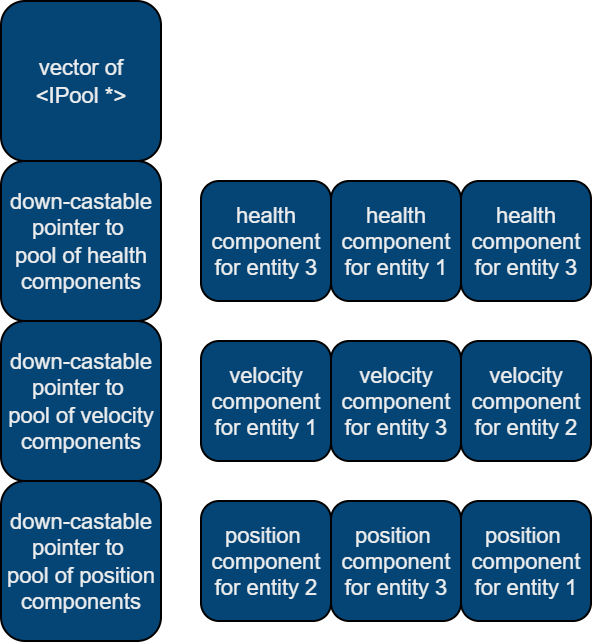 vector of
<IPool *>
down-castable
pointer to
pool of health
components
health
component
for entity 3
health
component
for entity 1
health
component
for entity 3
down-castable
pointer to
pool of velocity
components
velocity
component
for entity 1
velocity
component
for entity 3
velocity
component
for entity 2
down-castable
pointer to
pool of position
components
position
component
for entity 2
position
component
for entity 3
position
component
for entity 1